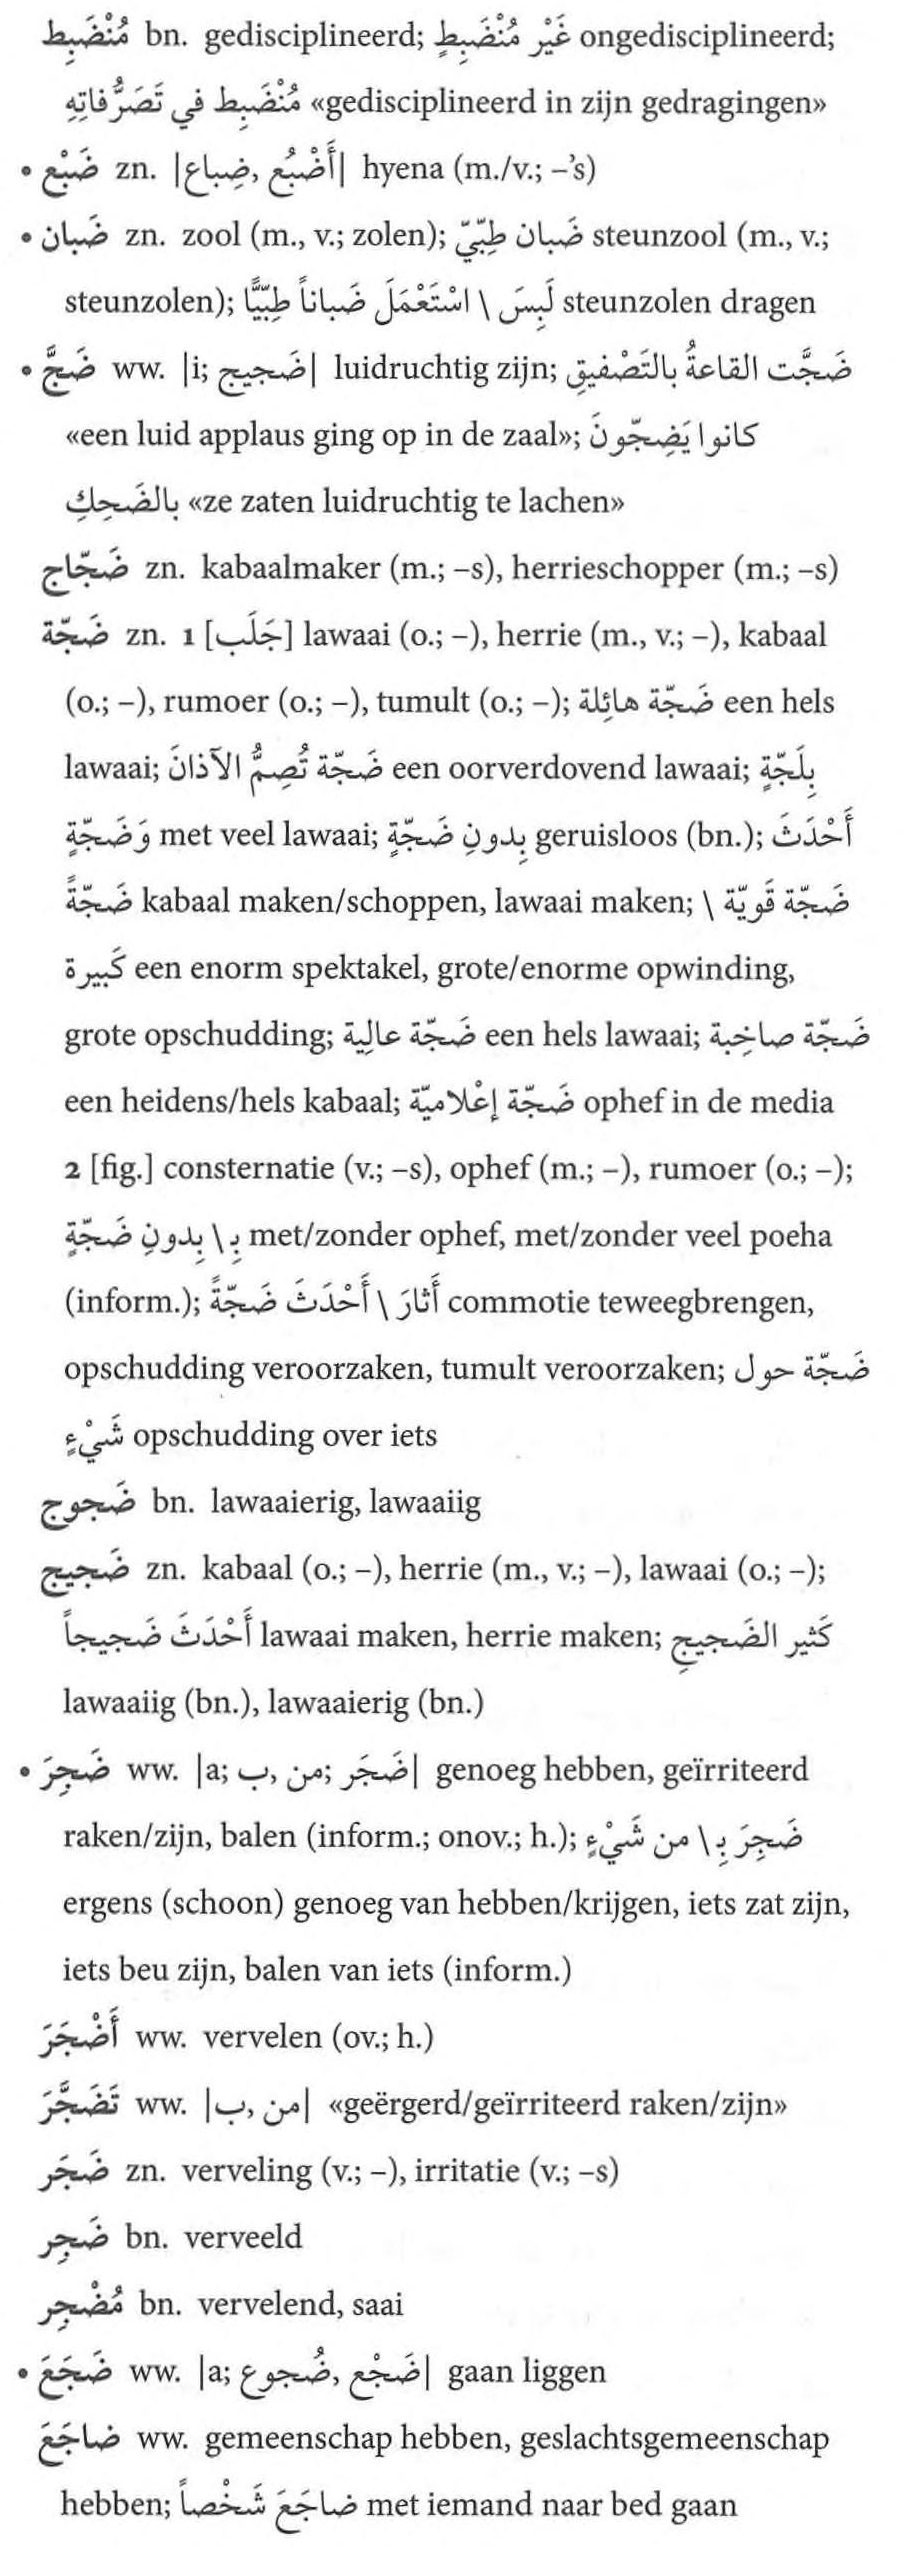 مُنْضَبِط bn. gedisciplineerd; غَيْر مُنْضَبِطٍ ongedisciplineerd;
مُنْضَبِط في تَصَرُّفاتِهِ «gedisciplineerd in zijn gedragingen»
• ضَبْع zn. |أَضْبُع ,ضِباع| hyena (m./v.; –’s)
• ضَبان zn. zool (m., v.; zolen); ضَبان طِبّيّ steunzool (m., v.;
steunzolen); لَبِسَ \ اسْتَعْمَلَ ضَباناً طِبّيًّا steunzolen dragen
• ضَجَّ ww. |i; ضَجيج| luidruchtig zijn; ضَجَّت القاعةُ بالتَصْفيقِ
«een luid applaus ging op in de zaal»; كانوا يَضِجّونَ
بالضَحِكِ «ze zaten luidruchtig te lachen»
ضَجّاج zn. kabaalmaker (m.; –s), herrieschopper (m.; –s)
ضَجّة zn. 1 [جَلَب] lawaai (o.; –), herrie (m., v.; –), kabaal
(o.; –), rumoer (o.; –), tumult (o.; –); ضَجّة هائلة een hels
lawaai; ضَجّة تُصِمُّ الآذانَ een oorverdovend lawaai; بِلَجّةٍ
وَضَجّةٍ met veel lawaai; بِدونِ ضَجّةٍ geruisloos (bn.); أَحْدَثَ
ضَجّةً kabaal maken/schoppen, lawaai maken; ضَجّة قَويّة \
كَبيرة een enorm spektakel, grote/enorme opwinding,
grote opschudding; ضَجّة عالِية een hels lawaai; ضَجّة صاخِبة
een heidens/hels kabaal; ضَجّة إعْلاميّة ophef in de media
2 [fig.] consternatie (v.; –s), ophef (m.; –), rumoer (o.; –);
بِـ \ بِدونِ ضَجّةٍ met/zonder ophef, met/zonder veel poeha
(inform.); أَثارَ \ أَحْدَثَ ضَجّةً commotie teweegbrengen,
opschudding veroorzaken, tumult veroorzaken; ضَجّة حول
شَيْءٍ opschudding over iets
ضَجوج bn. lawaaierig, lawaaiig
ضَجيج zn. kabaal (o.; –), herrie (m., v.; –), lawaai (o.; –);
أَحْدَثَ ضَجيجاً lawaai maken, herrie maken; كَثير الضَجيجِ
lawaaiig (bn.), lawaaierig (bn.)
• ضَجِرَ ww. |a; ضَجَر ;من ,ب| genoeg hebben, geïrriteerd
raken/zijn, balen (inform.; onov.; h.); ضَجِرَ بِـ \ من شَيْءٍ
ergens (schoon) genoeg van hebben/krijgen, iets zat zijn,
iets beu zijn, balen van iets (inform.)
أَضْجَرَ ww. vervelen (ov.; h.)
تَضَجَّرَ ww. |من ,ب| «geërgerd/geïrriteerd raken/zijn»
ضَجَر zn. verveling (v.; –), irritatie (v.; –s)
ضَجِر bn. verveeld
مُضْجِر bn. vervelend, saai
• ضَجَعَ ww. |a; ضَجْع ,ضُجوع| gaan liggen
ضاجَعَ ww. gemeenschap hebben, geslachtsgemeenschap
hebben; ضاجَعَ شَخْصاً met iemand naar bed gaan